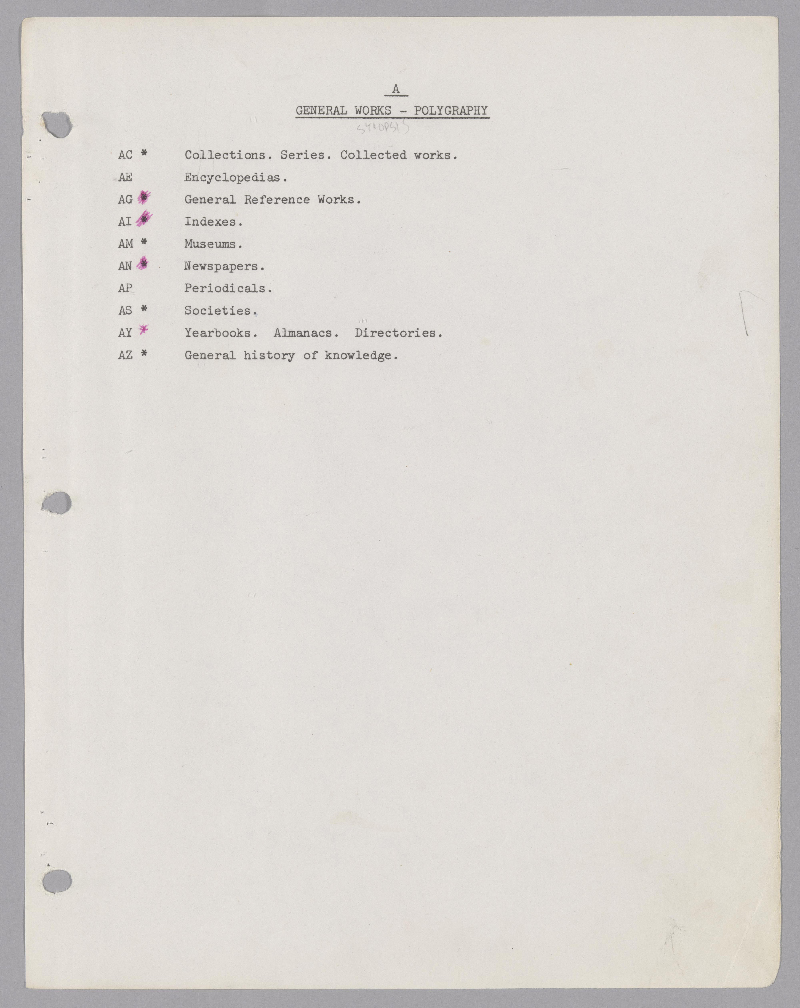 A
GENERAL WORKS - POLYGRAPHY
SYNOPSIS
AC * Collections. Series. Collected works.
AE Encyclopedias.
AG * General Reference Works.
AI * Indexes.
AM * Museums.
AN * Newspapers.
AP Periodicals.
AS * Societies.
AY * Yearbooks. Almanacs. Directories.
AZ * General history of knowledge.